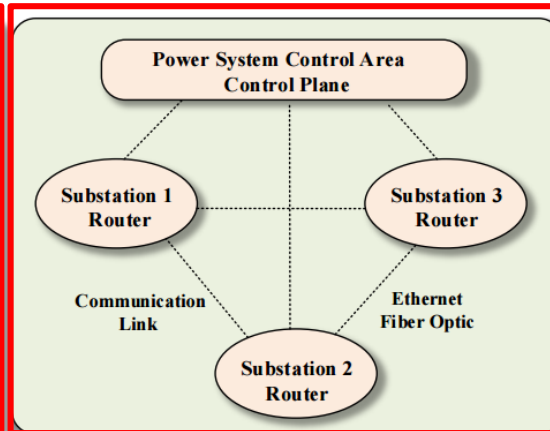 Power System Control Area
Control Plane
Substation 1
Router
Substation 3
Router
Communication
Link
Ethernet
Fiber Optic
Substation 2
Router